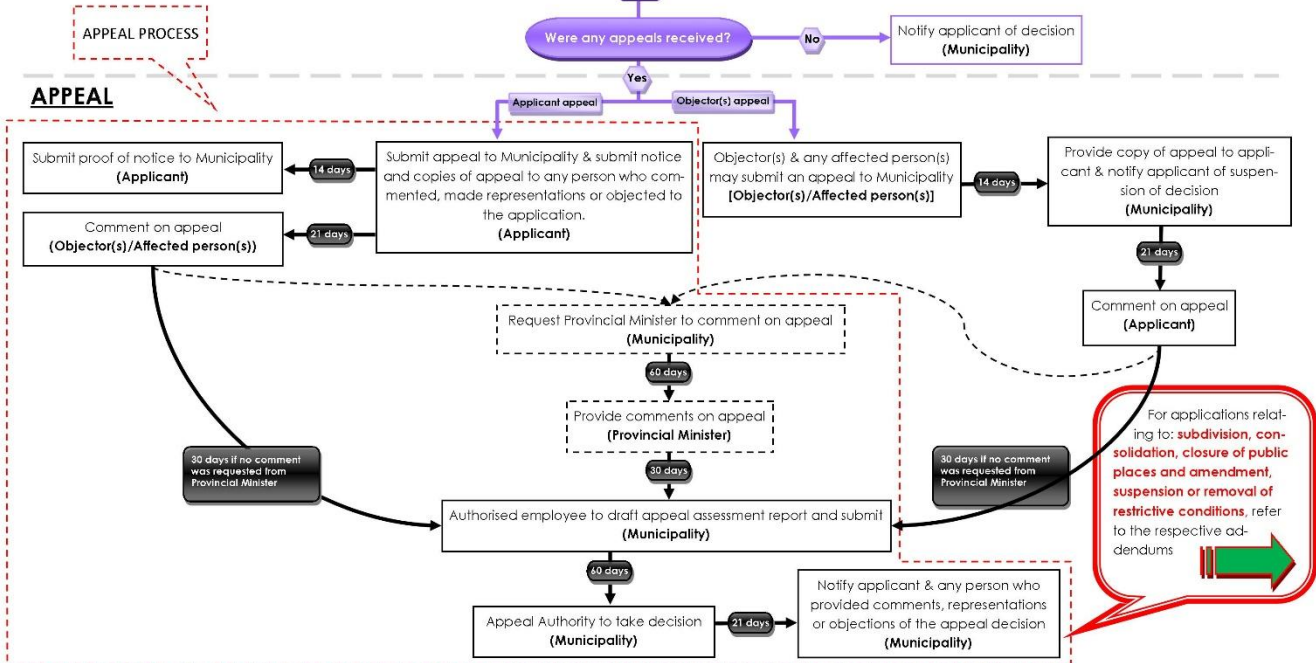 APPEAL PROCESS
Were any appeals received?
No
Notify applicant of decision
(Municipality)
Yes
APPEAL
Applicant appeal
Objector(s) appeal
Submit proof of notice to Municipality
(Applicant)
14 days
Submit appeal to Municipality & submit notice
and copies of appeal to any person who com-
mented, made representations or objected to
the application.
(Applicant)
Objector(s) & any affected person(s)
may submit an appeal to Municipality
[Objector(s)/Affected person(s)]
14 days
Provide copy of appeal to appli-
cant & notify applicant of suspen-
sion of decision
(Municipality)
Comment on appeal
(Objector(s)/Affected person(s))
21 days
21 days
Comment on appeal
(Applicant)
Request Provincial Minister to comment on appeal
(Municipality)
60 days
Provide comments on appeal
(Provincial Minister)
30 days if no comment
was requested from
Provincial Minister
30 days
30 days if no comment
was requested from
Provincial Minister
For applications relat-
ing to: subdivision, con-
solidation, closure of public
places and amendment,
suspension or removal of
restrictive conditions, refer
to the respective ad-
dendums
Authorised employee to draft appeal assessment report and submit
(Municipality)
60 days
Appeal Authority to take decision
(Municipality)
21 days
Notify applicant & any person who
provided comments, representations
or objections of the appeal decision
(Municipality)